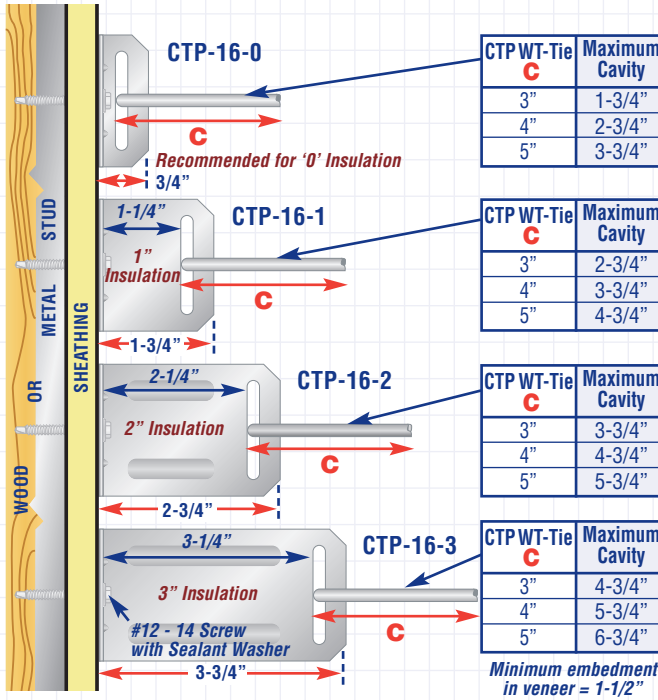 CTP-16-0
C
Recommended for ‘0’ Insulation
3/4”
CTP WT-Tie Maximum
C Cavity
3” 1-3/4”
4” 2-3/4”
5” 3-3/4”
1-1/4”
CTP-16-1
1”
Insulation
C
1-3/4”
CTP WT-Tie Maximum
C Cavity
3” 2-3/4”
4” 3-3/4”
5” 4-3/4”
2-1/4”
CTP-16-2
2” Insulation
C
2-3/4”
CTP WT-Tie Maximum
C Cavity
3” 3-3/4”
4” 4-3/4”
5” 5-3/4”
3-1/4”
CTP-16-3
3” Insulation
C
#12 - 14 Screw
with Sealant Washer
3-3/4”
CTP WT-Tie Maximum
C Cavity
3” 4-3/4”
4” 5-3/4”
5” 6-3/4”
Minimum embedment
in veneer = 1-1/2”
WOOD OR METAL STUD
SHEATHING